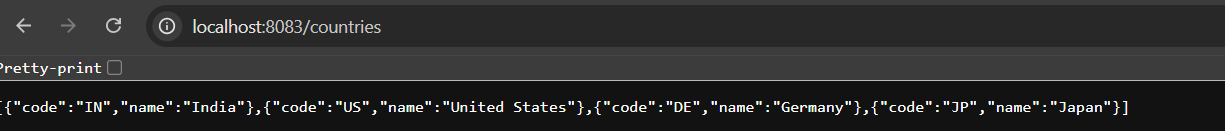 localhost:8083/countries
Pretty-print
[{"code":"IN","name":"India"},{"code":"US","name":"United States"},{"code":"DE","name":"Germany"},{"code":"JP","name":"Japan"}]